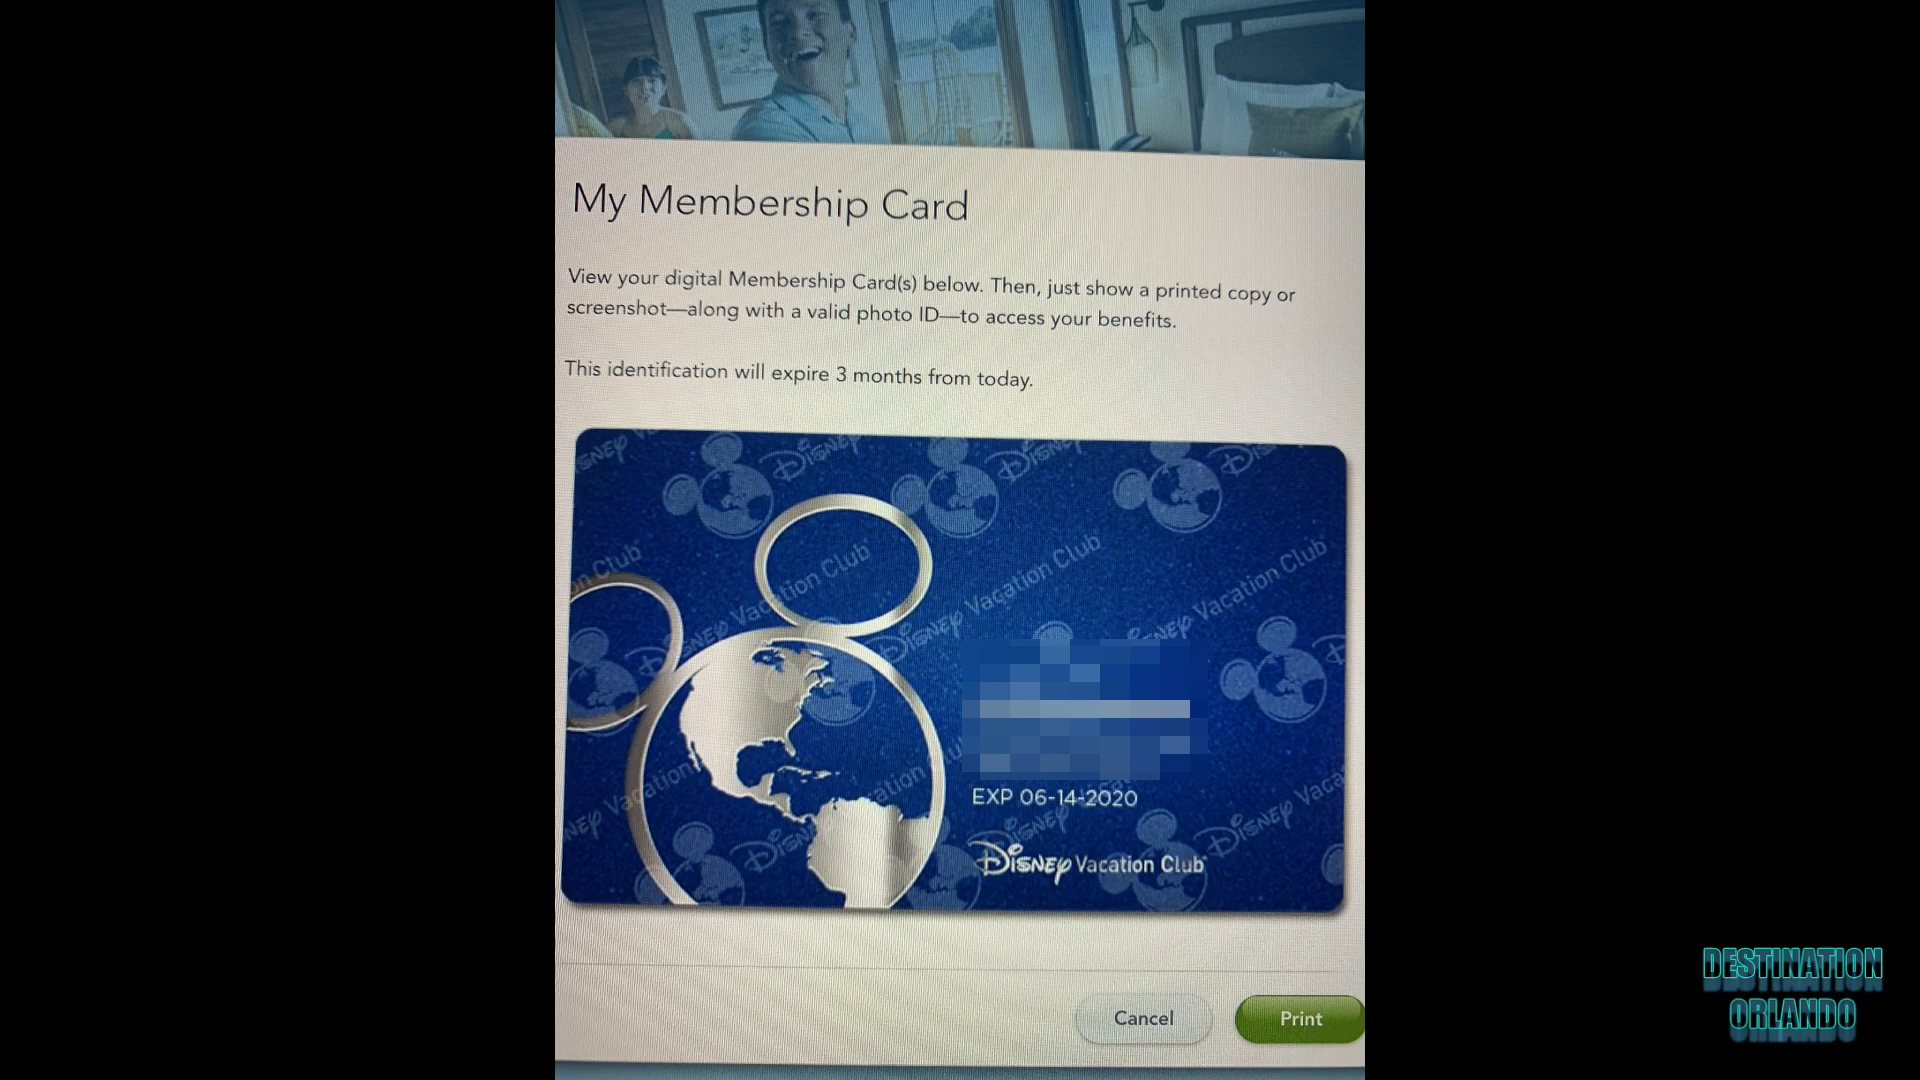 My Membership Card
View your digital Membership Card(s) below. Then, just show a printed copy or
screenshot—along with a valid photo ID—to access your benefits.
This identification will expire 3 months from today.
EXP 06-14-2020
Disney Vacation Club
Cancel
Print
DESTINATION
ORLANDO